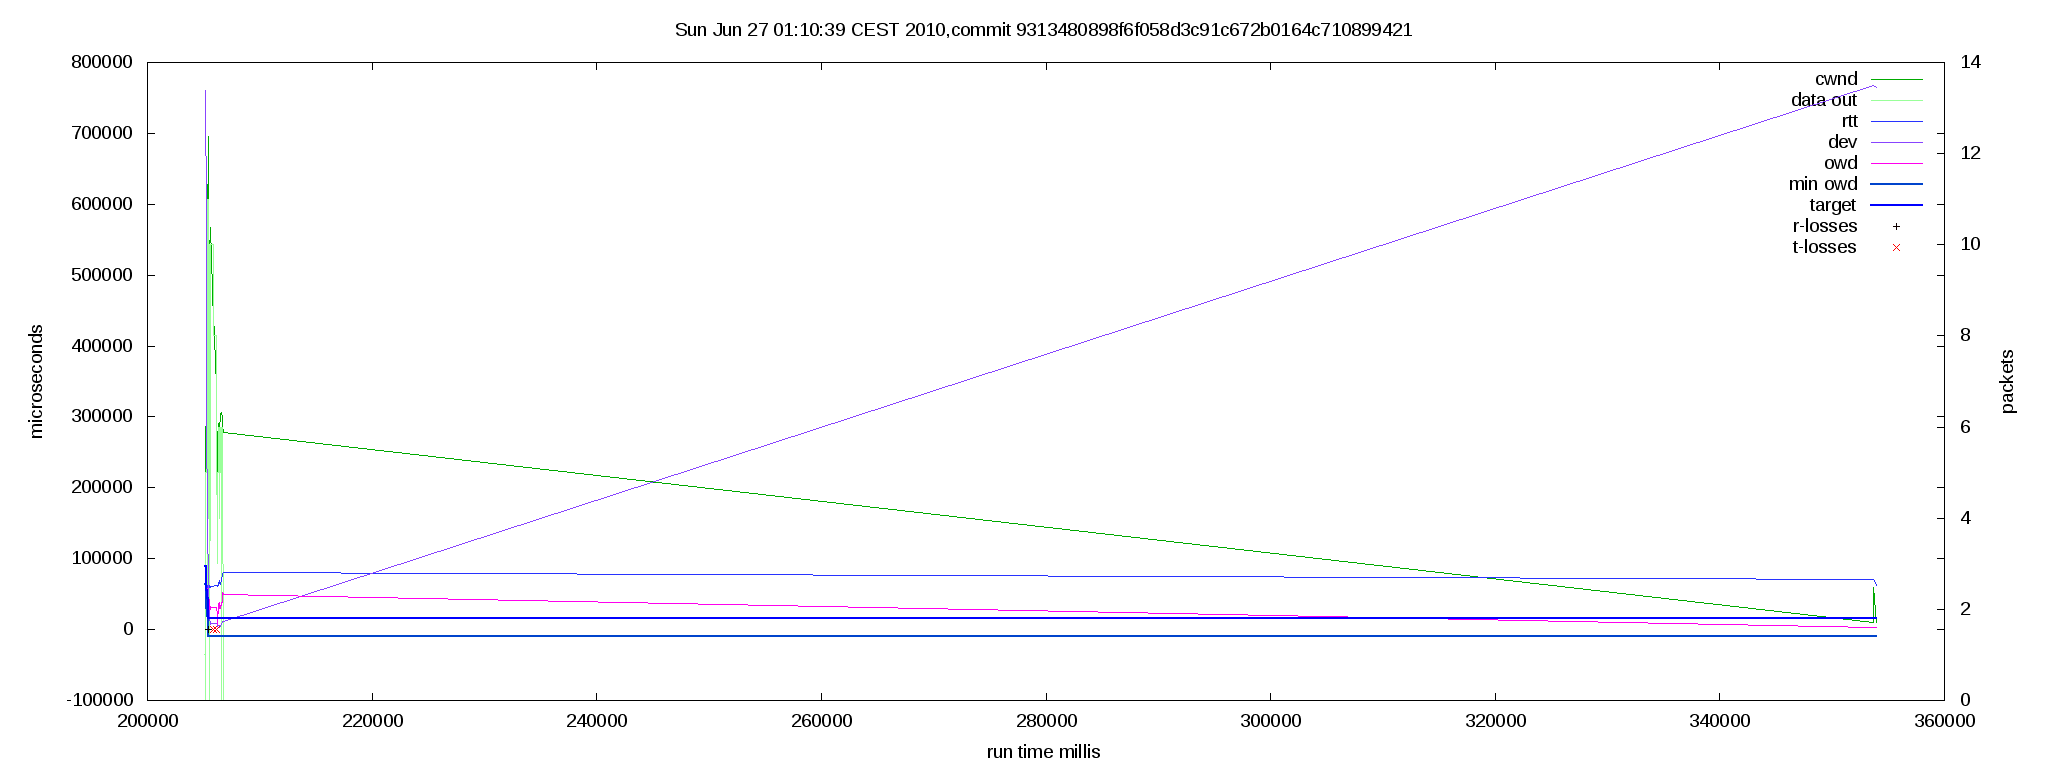 Sun Jun 27 01:10:39 CEST 2010,commit 9313480898f6f058d3c91c672b0164c710899421
800000
700000
600000
500000
400000
300000
200000
100000
0
-100000
microseconds
14
12
10
8
6
4
2
0
packets
cwnd
data out
rtt
dev
owd
min owd
target
r-losses
t-losses
200000 220000 240000 260000 280000 300000 320000 340000 360000
run time millis